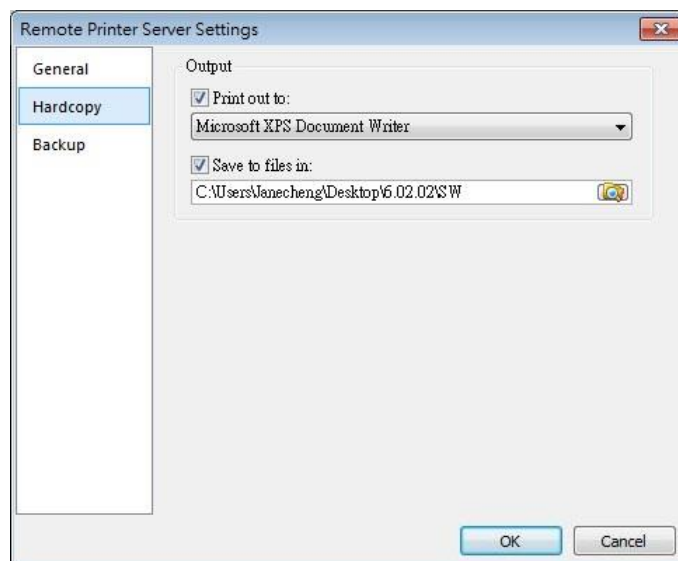 Remote Printer Server Settings
General
Hardcopy
Backup
Output
Print out to:
Microsoft XPS Document Writer
Save to files in:
C:\Users\Janecheng\Desktop\6.02.02\SW
OK
Cancel